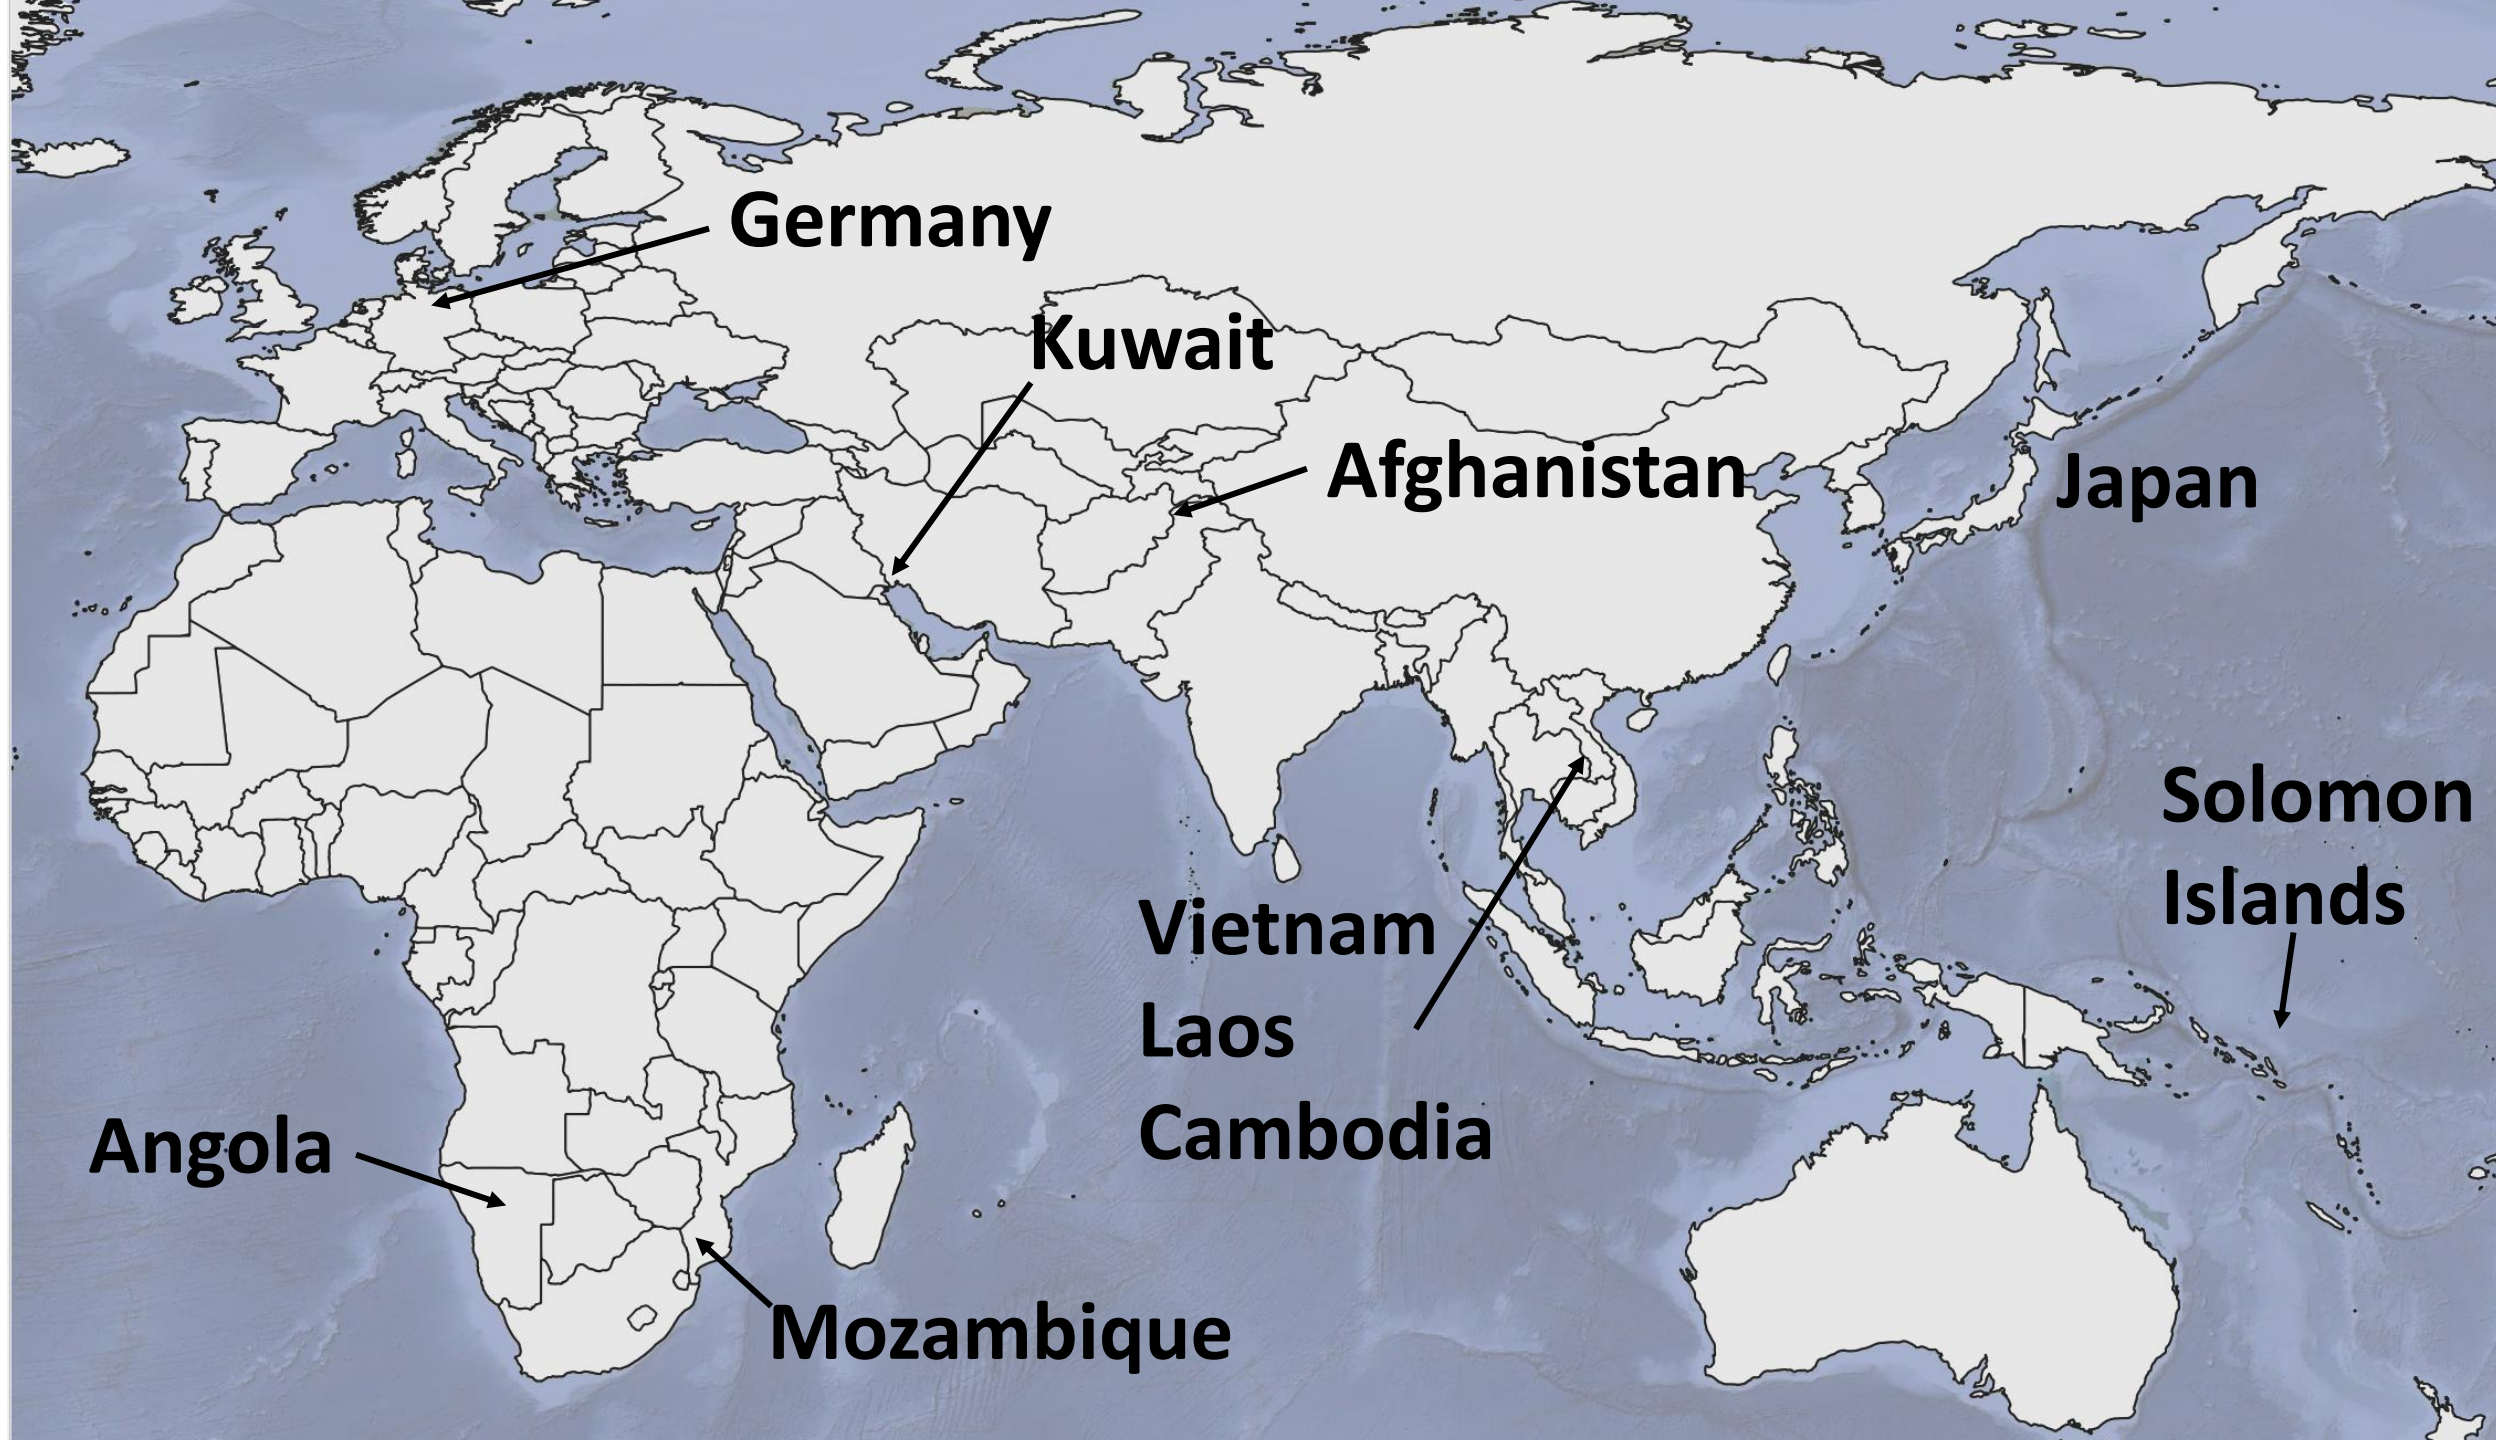 Germany
Kuwait
Afghanistan
Japan
Solomon
Islands
Vietnam
Laos
Cambodia
Angola
Mozambique